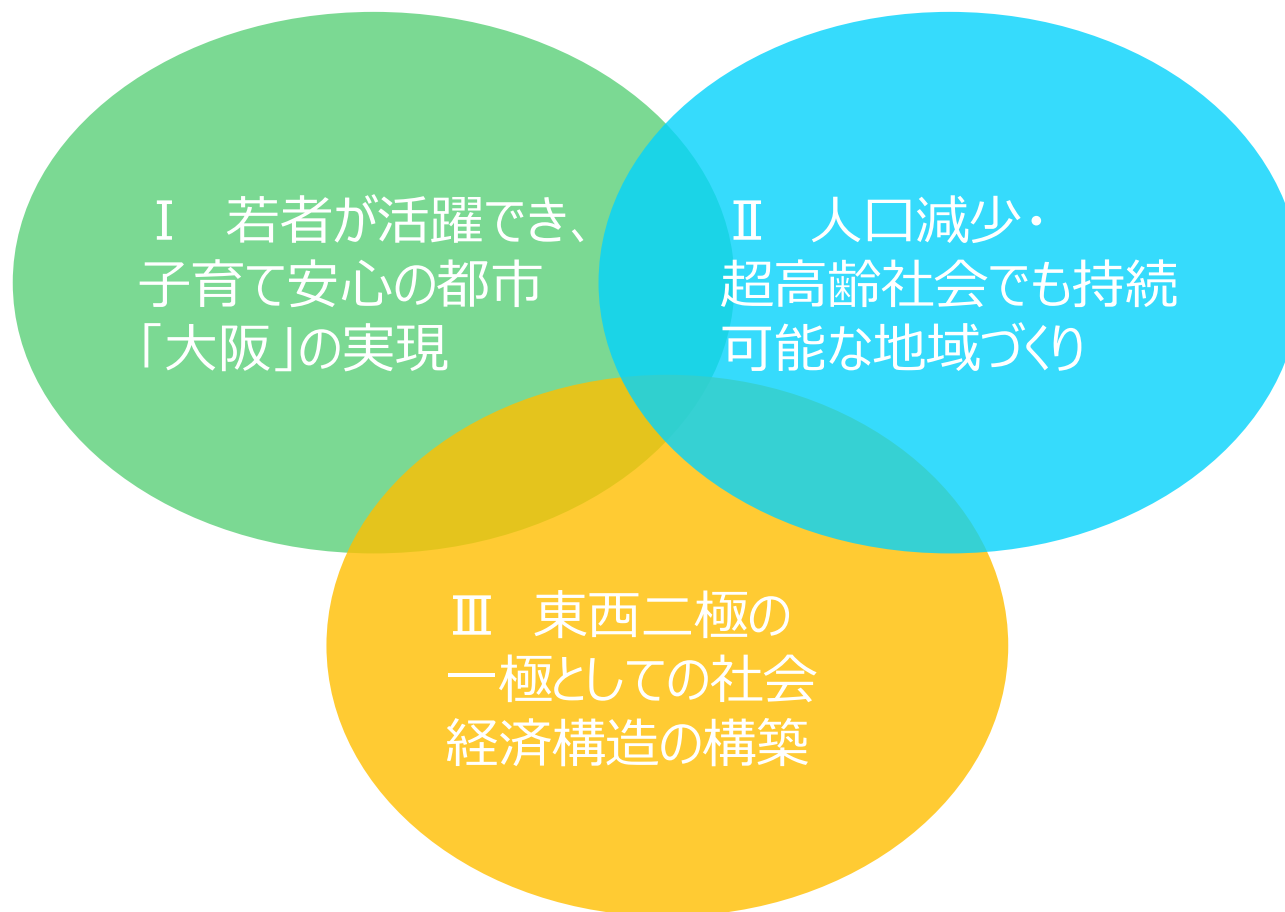 Ⅰ　若者が活躍でき、
子育て安心の都市
「大阪」の実現
Ⅱ　人口減少・
超高齢社会でも持続
可能な地域づくり
Ⅲ　東西二極の
一極としての社会
経済構造の構築